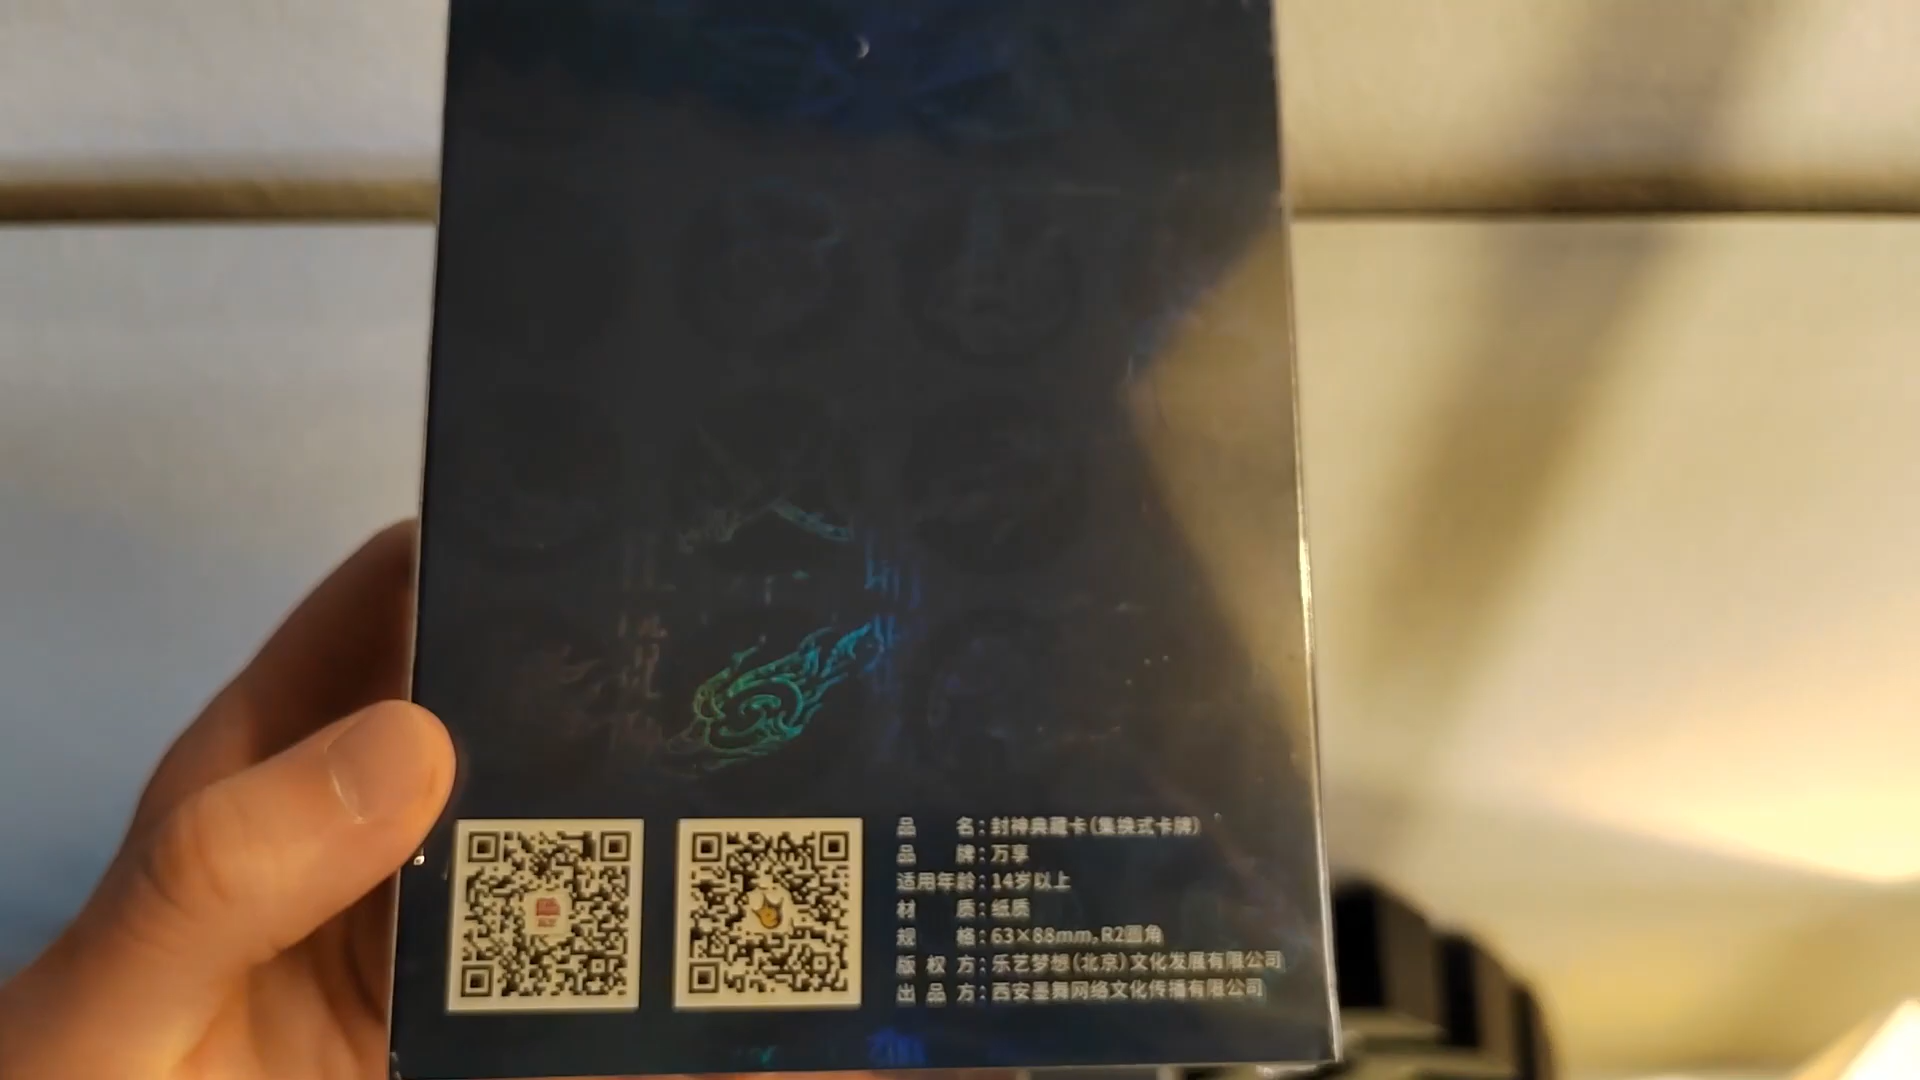 品名：封神典藏卡(集换式卡牌)
品牌：万享
适用年龄：14岁以上
材质：纸质
规格：63×88mm,R2圆角
版权方：乐艺梦想(北京)文化发展有限公司
出品方：西安墨舞网络文化传播有限公司